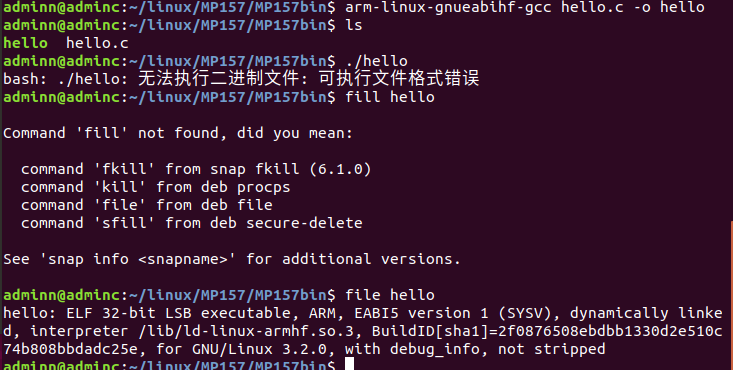 adminn@adminc:~/linux/MP157/MP157bin$ arm-linux-gnueabihf-gcc hello.c -o hello
adminn@adminc:~/linux/MP157/MP157bin$ ls
hello  hello.c
adminn@adminc:~/linux/MP157/MP157bin$ ./hello
bash: ./hello: 无法执行二进制文件: 可执行文件格式错误
adminn@adminc:~/linux/MP157/MP157bin$ fill hello
Command 'fill' not found, did you mean:
  command 'fkill' from snap fkill (6.1.0)
  command 'kill' from deb procps
  command 'file' from deb file
  command 'sfill' from deb secure-delete
See 'snap info <snapname>' for additional versions.
adminn@adminc:~/linux/MP157/MP157bin$ file hello
hello: ELF 32-bit LSB executable, ARM, EABI5 version 1 (SYSV), dynamically linke
d, interpreter /lib/ld-linux-armhf.so.3, BuildID[sha1]=2f0876508ebdbb1330d2e510c
74b808bbdadc25e, for GNU/Linux 3.2.0, with debug_info, not stripped
adminn@adminc:~/linux/MP157/MP157bin$